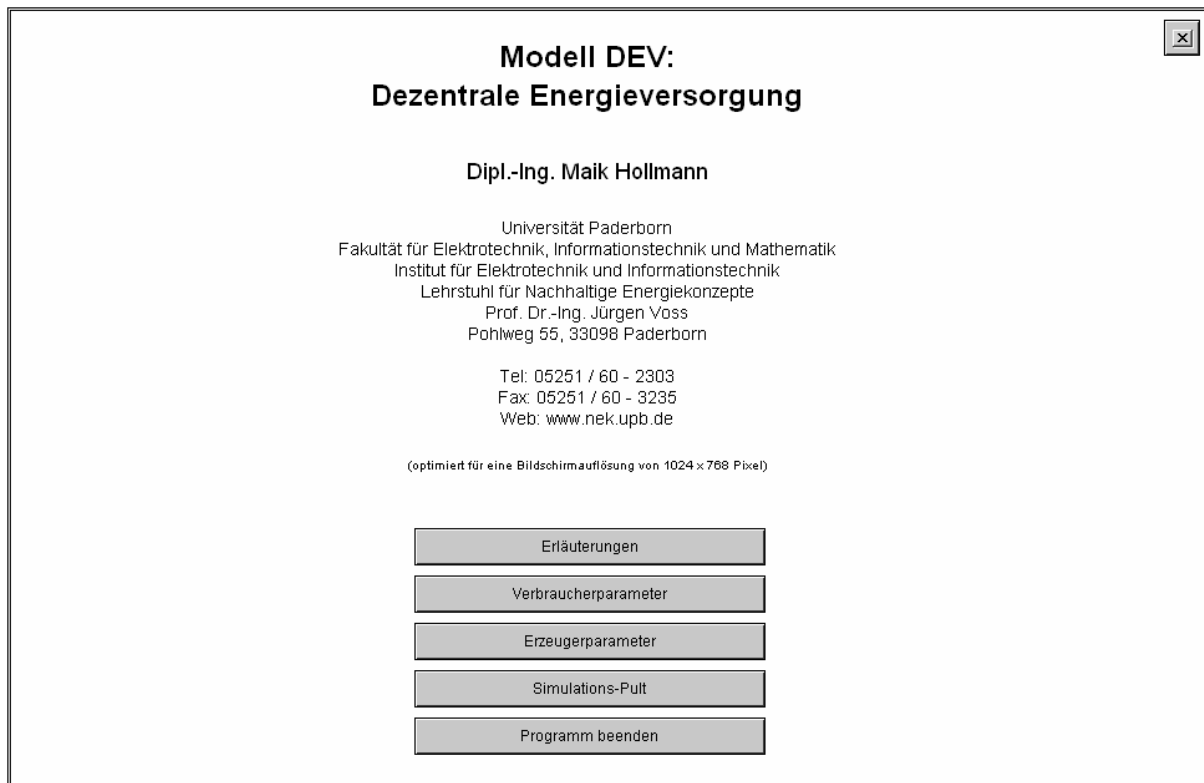 Modell DEV:
Dezentrale Energieversorgung
Dipl.-Ing. Maik Hollmann
Universität Paderborn
Fakultät für Elektrotechnik, Informationstechnik und Mathematik
Institut für Elektrotechnik und Informationstechnik
Lehrstuhl für Nachhaltige Energiekonzepte
Prof. Dr.-Ing. Jürgen Voss
Pohlweg 55, 33098 Paderborn
Tel: 05251 / 60 - 2303
Fax: 05251 / 60 - 3235
Web: www.nek.upb.de
(optimiert für eine Bildschirmauflösung von 1024 x 768 Pixel)
Erläuterungen
Verbraucherparameter
Erzeugerparameter
Simulations-Pult
Programm beenden